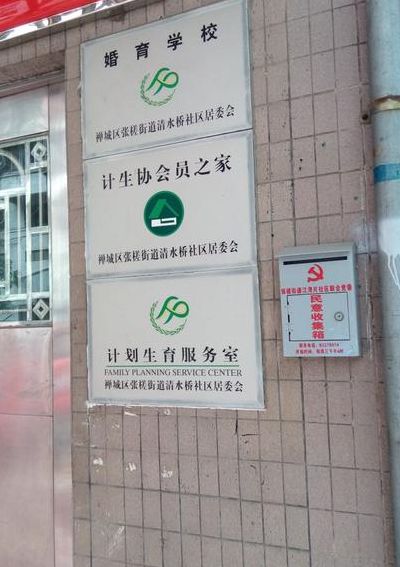 婚育学校
禅城区张槎街道清水桥社区居委会
计生协会员之家
禅城区张槎街道清水桥社区居委会
计划生育服务室
FAMILY PLANNING SERVICE CENTER
禅城区张槎街道清水桥社区居委会
民意收集箱